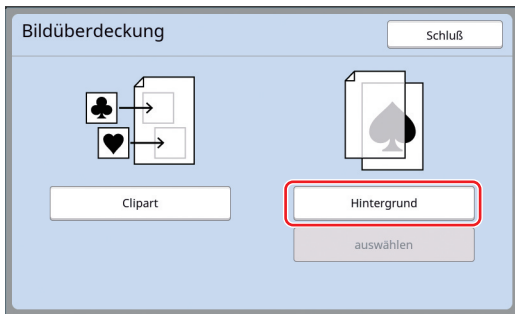 Bildüberdeckung
Schluß
Clipart
Hintergrund
auswählen